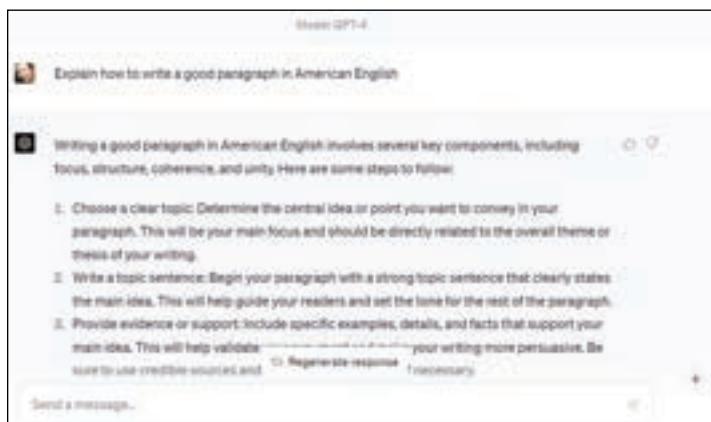 Model: GPT-4
Explain how to write a good paragraph in American English
Writing a good paragraph in American English involves several key components, including
focus, structure, coherence, and unity. Here are some steps to follow:
1. Choose a clear topic: Determine the central idea or point you want to convey in your
paragraph. This will be your main focus and should be directly related to the overall theme or
thesis of your writing.
2. Write a topic sentence: Begin your paragraph with a strong topic sentence that clearly states
the main idea. This will help guide your readers and set the tone for the rest of the paragraph.
3. Provide evidence or support: Include specific examples, details, and facts that support your
main idea. This will help validate your writing more persuasive. Be
Regenerate response
sure to use credible sources and necessary.
Send a message...